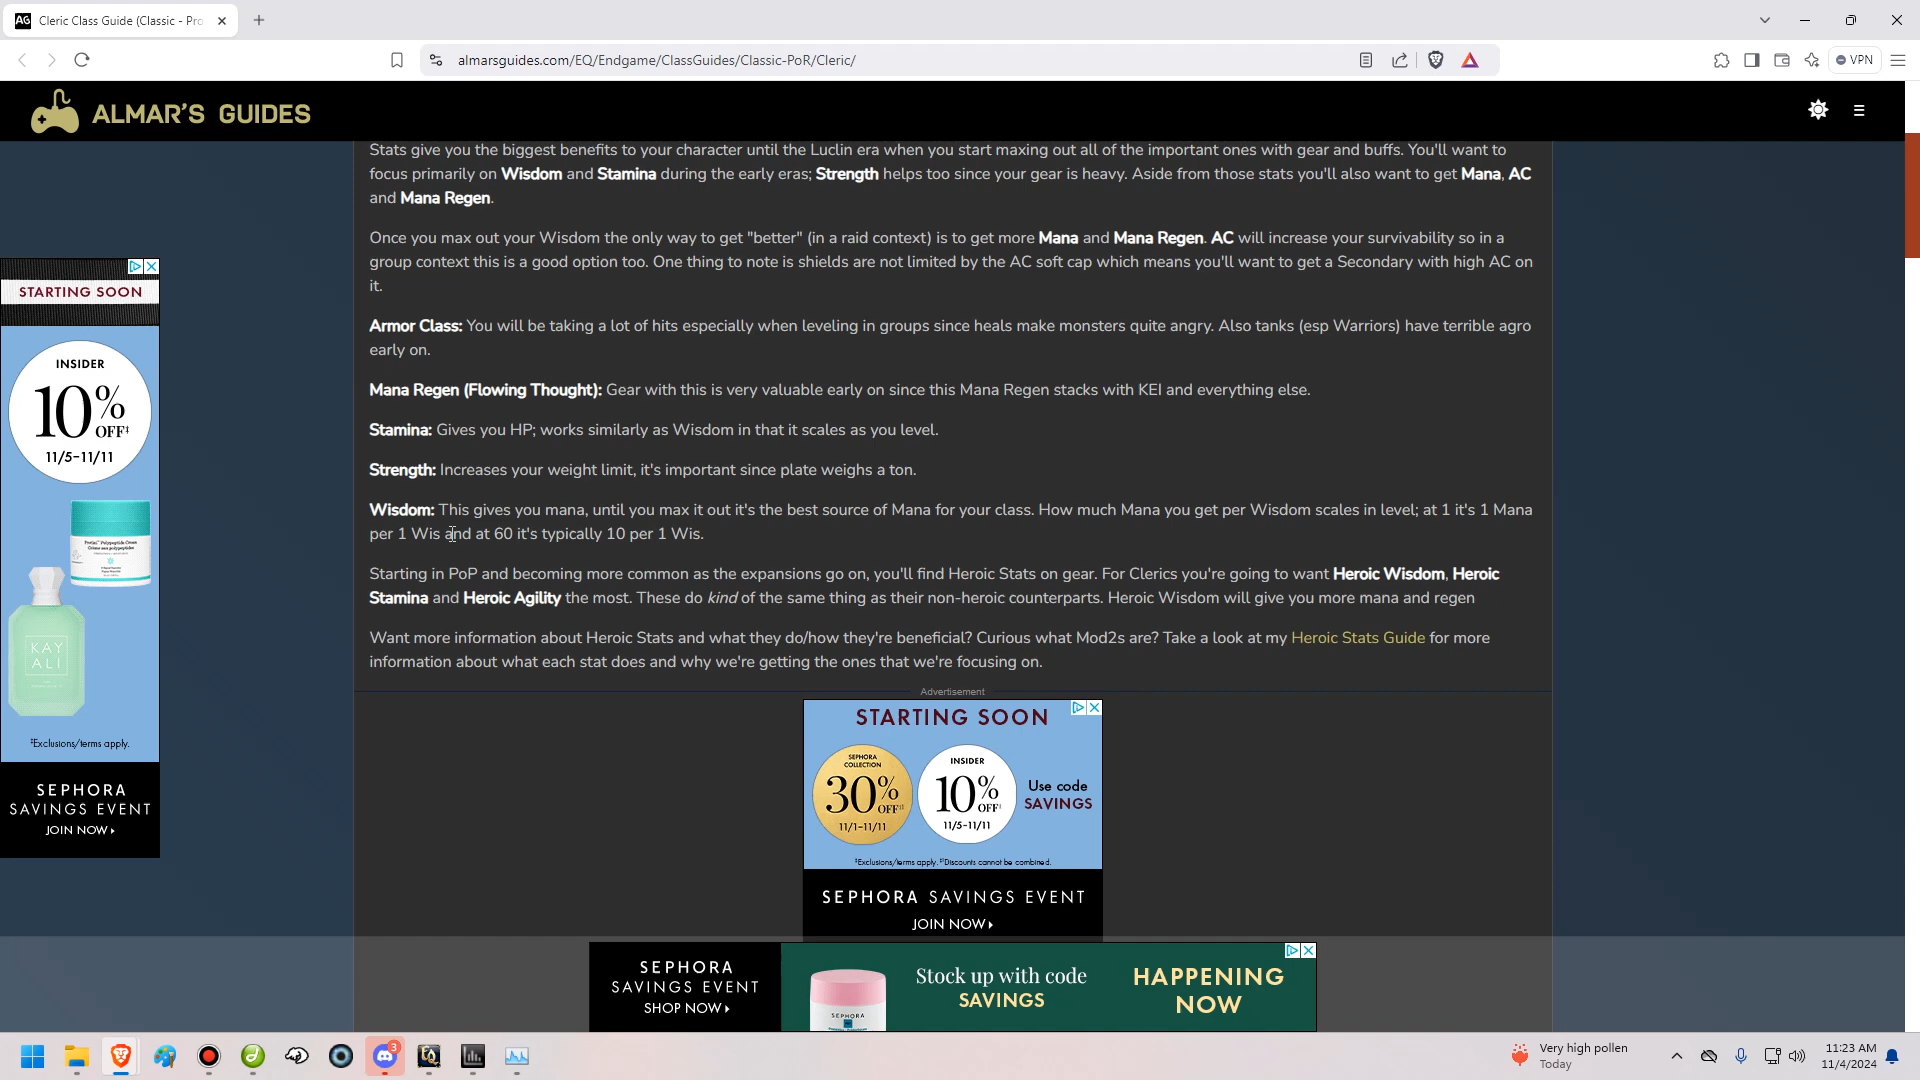 AG Cleric Class Guide (Classic - Pro
almarsguides.com/EQ/Endgame/ClassGuides/Classic-PoR/Cleric/
VPN
ALMAR'S GUIDES
Stats give you the biggest benefits to your character until the Luclin era when you start maxing out all of the important ones with gear and buffs. You'll want to
focus primarily on Wisdom and Stamina during the early eras; Strength helps too since your gear is heavy. Aside from those stats you'll also want to get Mana, AC
and Mana Regen.
Once you max out your Wisdom the only way to get "better" (in a raid context) is to get more Mana and Mana Regen. AC will increase your survivability so in a
group context this is a good option too. One thing to note is shields are not limited by the AC soft cap which means you'll want to get a Secondary with high AC on
it.
Armor Class: You will be taking a lot of hits especially when leveling in groups since heals make monsters quite angry. Also tanks (esp Warriors) have terrible agro
early on.
Mana Regen (Flowing Thought): Gear with this is very valuable early on since this Mana Regen stacks with KEI and everything else.
Stamina: Gives you HP; works similarly as Wisdom in that it scales as you level.
Strength: Increases your weight limit, it's important since plate weighs a ton.
Wisdom: This gives you mana, until you max it out it's the best source of Mana for your class. How much Mana you get per Wisdom scales in level; at 1 it's 1 Mana
per 1 Wis and at 60 it's typically 10 per 1 Wis.
Starting in PoP and becoming more common as the expansions go on, you'll find Heroic Stats on gear. For Clerics you're going to want Heroic Wisdom, Heroic
Stamina and Heroic Agility the most. These do kind of the same thing as their non-heroic counterparts. Heroic Wisdom will give you more mana and regen
Want more information about Heroic Stats and what they do/how they're beneficial? Curious what Mod2s are? Take a look at my Heroic Stats Guide for more
information about what each stat does and why we're getting the ones that we're focusing on.
STARTING SOON
INSIDER
10%
OFF‡
11/5–11/11
KAY
ALI
‡Exclusions/terms apply.
SEPHORA
SAVINGS EVENT
JOIN NOW
Advertisement
STARTING SOON
SEPHORA
COLLECTION
30%
OFF
11/1–11/11
INSIDER
10%
OFF
11/5–11/11
Use code
SAVINGS
SEPHORA SAVINGS EVENT
JOIN NOW
SEPHORA
SAVINGS EVENT
SHOP NOW
SEPHORA
Stock up with code
SAVINGS
HAPPENING
NOW
3
EQ
Very high pollen
Today
11:23 AM
11/4/2024